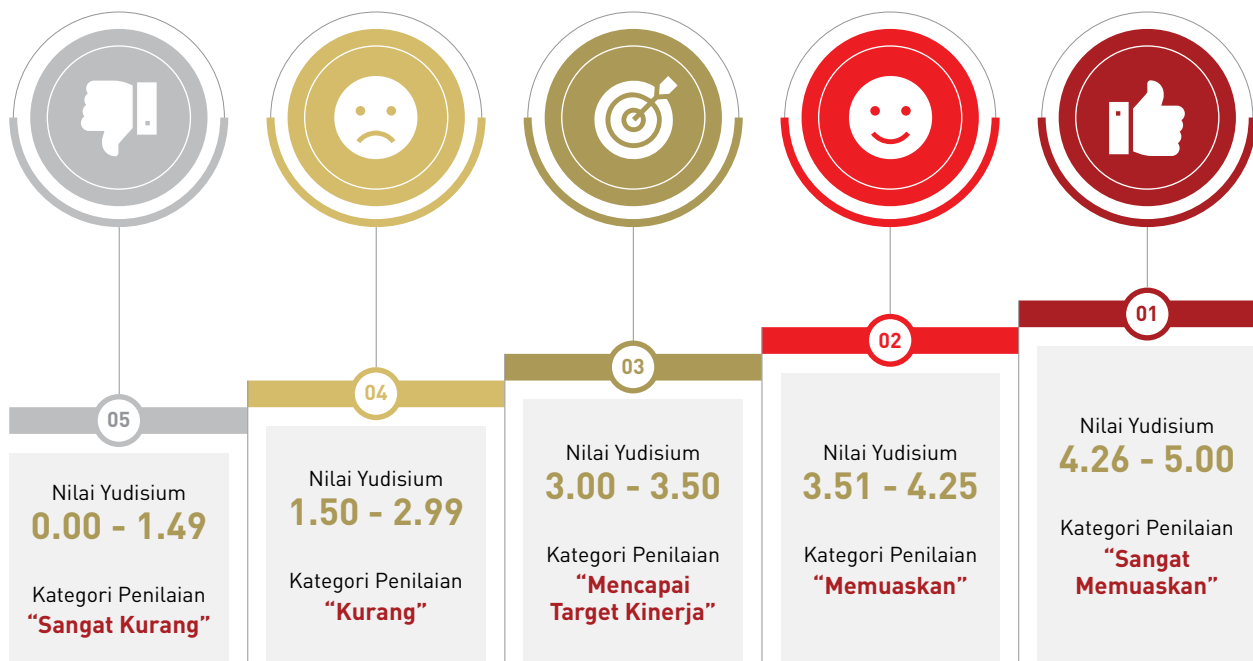 05
Nilai Yudisium
0.00 - 1.49
Kategori Penilaian
“Sangat Kurang”
04
Nilai Yudisium
1.50 - 2.99
Kategori Penilaian
“Kurang”
03
Nilai Yudisium
3.00 - 3.50
Kategori Penilaian
“Mencapai
Target Kinerja”
02
Nilai Yudisium
3.51 - 4.25
Kategori Penilaian
“Memuaskan”
01
Nilai Yudisium
4.26 - 5.00
Kategori Penilaian
“Sangat
Memuaskan”